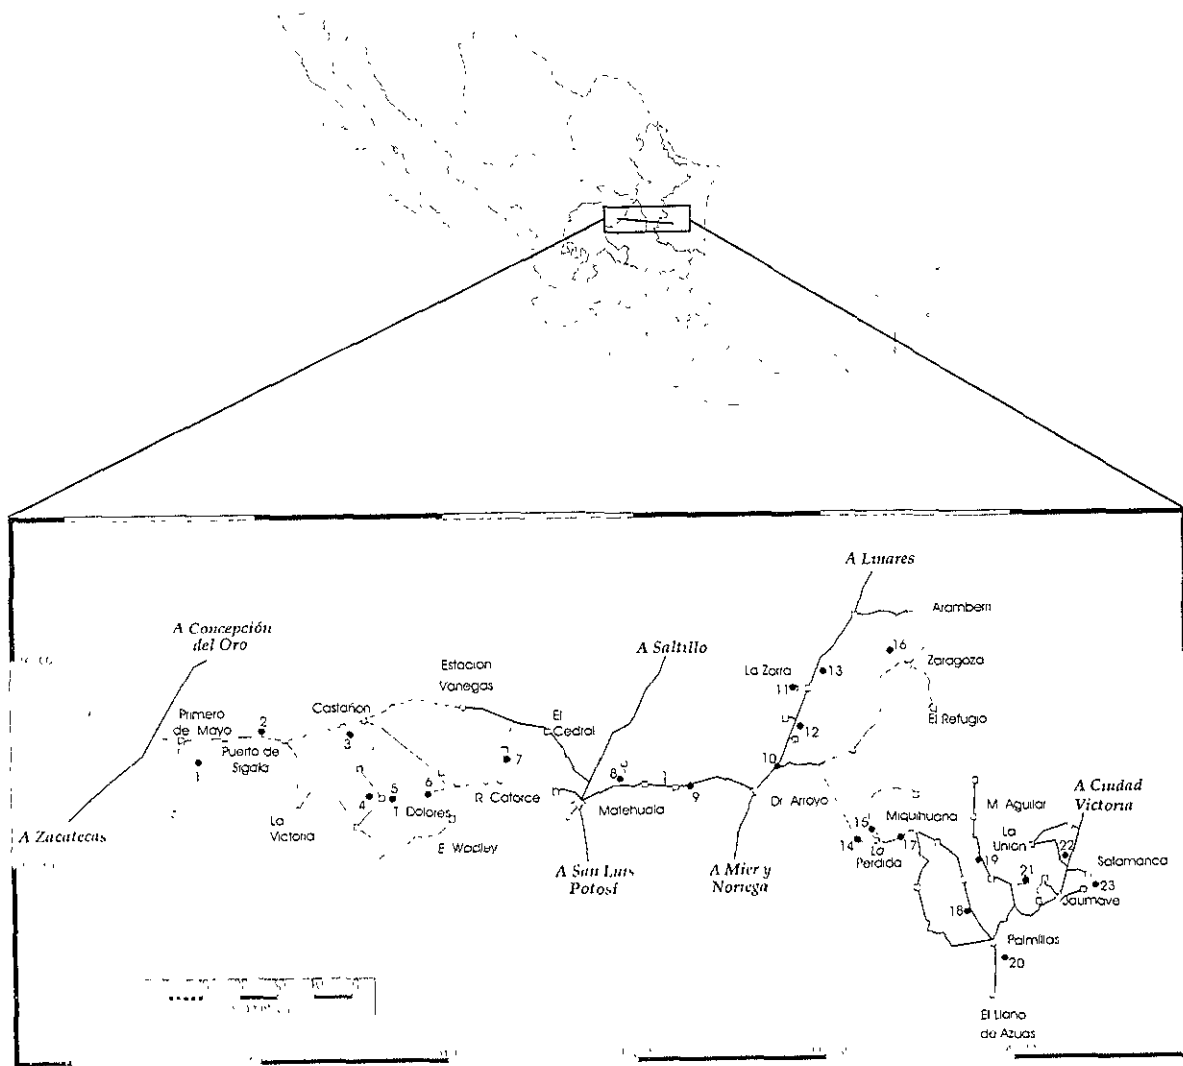 A Linares
Aramberri
A Concepción
del Oro
A Saltillo
16
Estacion
Vanegas
La Zorra
13
Zaragoza
11
Primero
de Mayo
2
Castañon
El
Cedral
El Refugio
12
Puerto de
Sigala
3
7
10
1
8
A Ciudad
Victoria
4
5
6
T Dolores
R Catorce
Matehuala
9
Dr Arroyo
Miquihuana
M Aguilar
A Zacatecas
La
Victoria
15
14
La
Perdida
17
La
Union
22
E Wadley
19
Salamanca
A San Luis
Potosí
A Mier y
Noriega
21
23
Jaumave
18
Palmillas
20
El Llano
de Azuas